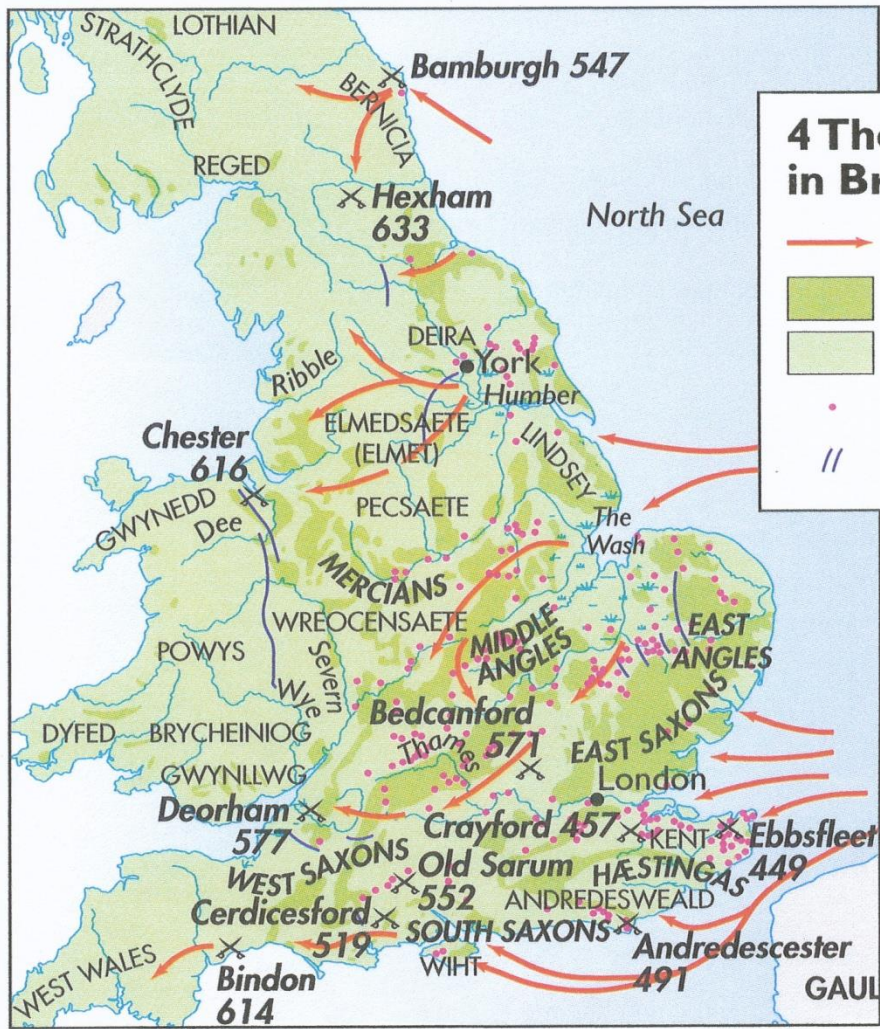 LOTHIAN
STRATHCLYDE
Bamburgh 547
BERNICIA
4 The
in Br
REGED
Hexham
633
North Sea
DEIRA
York
Ribble
Humber
ELMEDSAETE
(ELMET)
LINDSEY
Chester
616
GWYNEDD
Dee
PECSAETE
The
Wash
MERCIANS
WREOCENSAETE
MIDDLE
ANGLES
EAST
ANGLES
POWYS
Severn
Wye
Bedcanford
571
DYFED
BRYCHEINIOG
Thames
EAST SAXONS
GWYNLLWG
London
Deorham
577
Crayford 457
KENT
Ebbsfleet
449
WEST SAXONS
Old Sarum
552
HÆSTINGAS
ANDREDESWEALD
Cerdicesford
519
SOUTH SAXONS
Andredescester
491
WEST WALES
Bindon
614
WIHT
GAUL